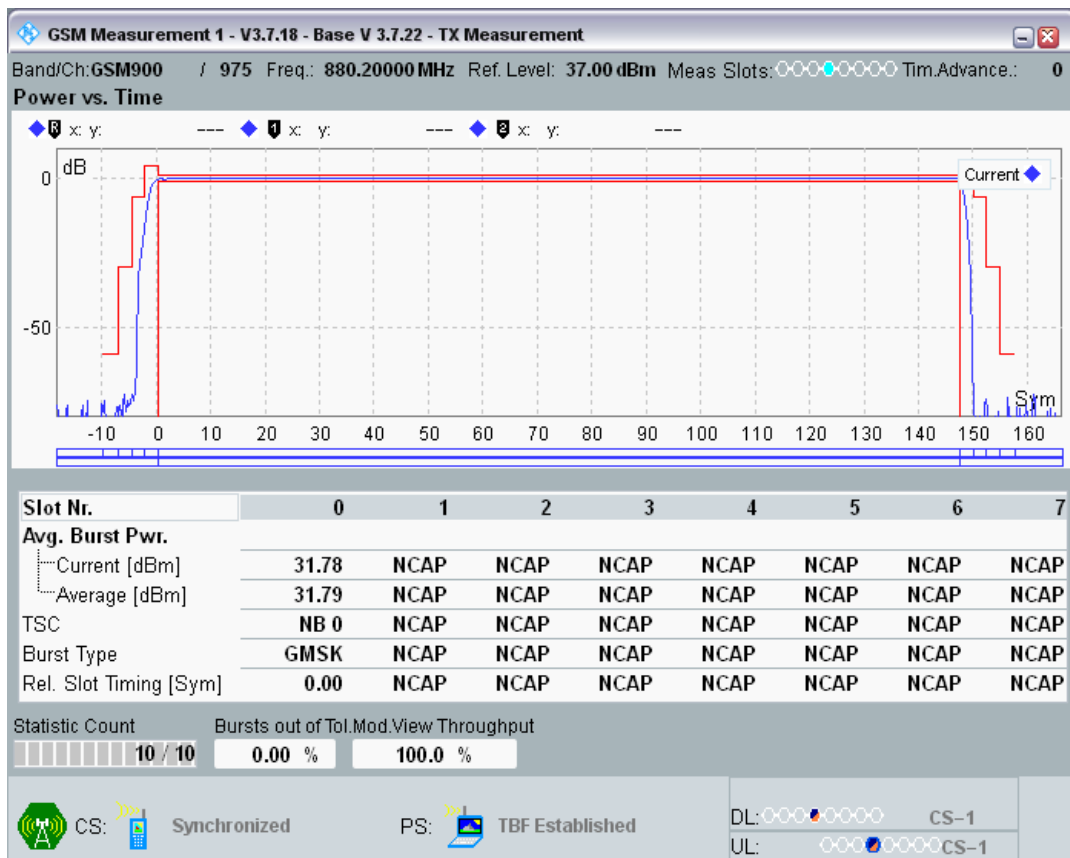 GSM Measurement 1 - V3.7.18 - Base V 3.7.22 - TX Measurement
Band/Ch:GSM900 / 975 Freq.: 880.20000 MHz Ref. Level: 37.00 dBm Meas Slots: Tim.Advance.: 0
Power vs. Time
R x: y: --- 1 x: y: --- 2 x: y: ---
dB
Current
0
-50
Sym
-10 0 10 20 30 40 50 60 70 80 90 100 110 120 130 140 150 160
Slot Nr. 0 1 2 3 4 5 6 7
Avg. Burst Pwr.
Current [dBm] 31.78 NCAP NCAP NCAP NCAP NCAP NCAP NCAP
Average [dBm] 31.79 NCAP NCAP NCAP NCAP NCAP NCAP NCAP
TSC NB 0 NCAP NCAP NCAP NCAP NCAP NCAP NCAP
Burst Type GMSK NCAP NCAP NCAP NCAP NCAP NCAP NCAP
Rel. Slot Timing [Sym] 0.00 NCAP NCAP NCAP NCAP NCAP NCAP NCAP
Statistic Count Bursts out of Tol.Mod.View Throughput
10 / 10 0.00 % 100.0 %
CS: Synchronized PS: TBF Established
DL: CS-1
UL: CS-1